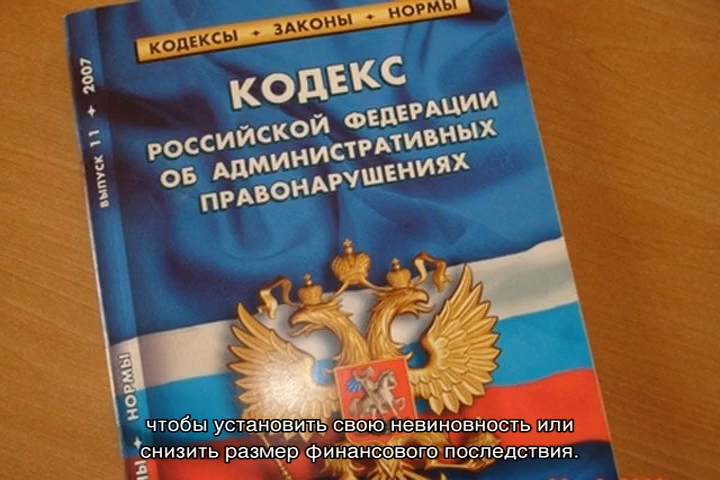 КОДЕКСЫ ✦ ЗАКОНЫ ✦ НОРМЫ
КОДЕКС
РОССИЙСКОЙ ФЕДЕРАЦИИ
ОБ АДМИНИСТРАТИВНЫХ
ПРАВОНАРУШЕНИЯХ
ВЫПУСК 11 ✦ 2007
НОРМЫ
чтобы установить свою невиновность или
снизить размер финансового последствия.